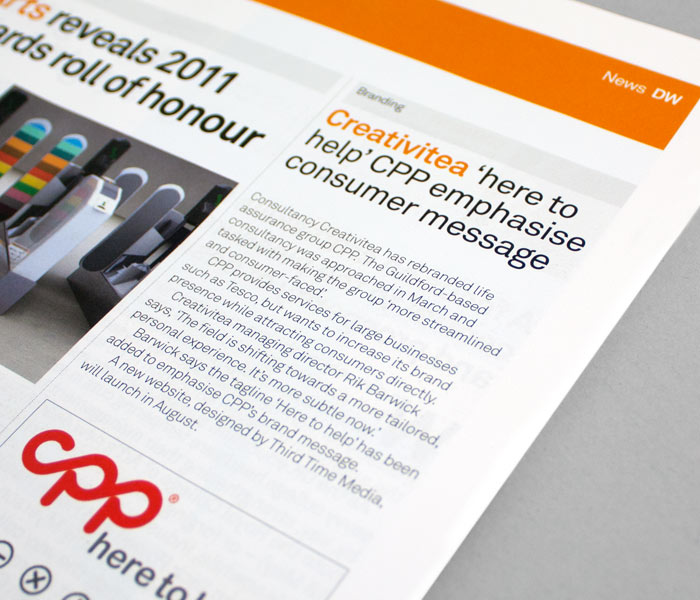 News DW
arts reveals 2011
ards roll of honour
Branding
Creativitea ‘here to
help’ CPP emphasise
consumer message
Consultancy Creativitea has rebranded life
assurance group CPP. The Guildford-based
consultancy was approached in March and
tasked with making the group ‘more streamlined
and consumer-faced’.
CPP provides services for large businesses
such as Tesco, but wants to increase its brand
presence while attracting consumers directly.
Creativitea managing director Rik Barwick
says, ‘The field is shifting towards a more tailored,
personal experience. It’s more subtle now.’
Barwick says the tagline ‘Here to help’ has been
added to emphasise CPP’s brand message.
A new website, designed by Third Time Media,
will launch in August.
cpp®
here to